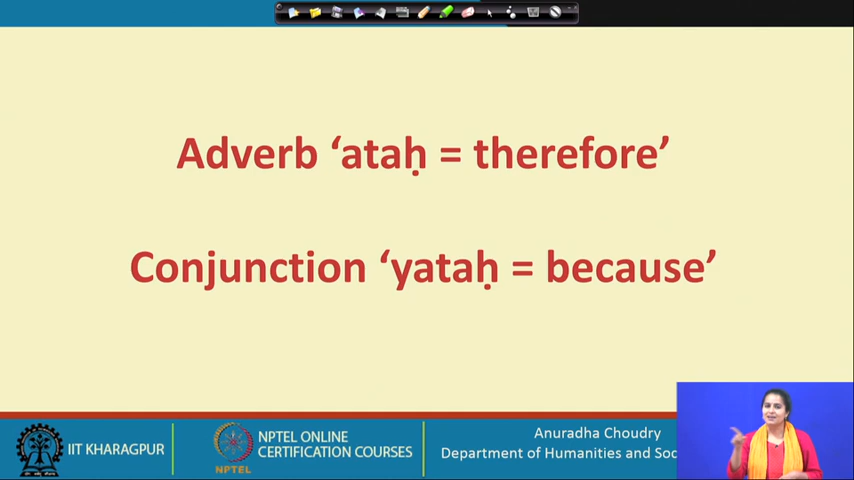 Adverb ‘ataḥ = therefore’
Conjunction ‘yataḥ = because’
IIT KHARAGPUR
NPTEL
NPTEL ONLINE
CERTIFICATION COURSES
Anuradha Choudry
Department of Humanities and Soc